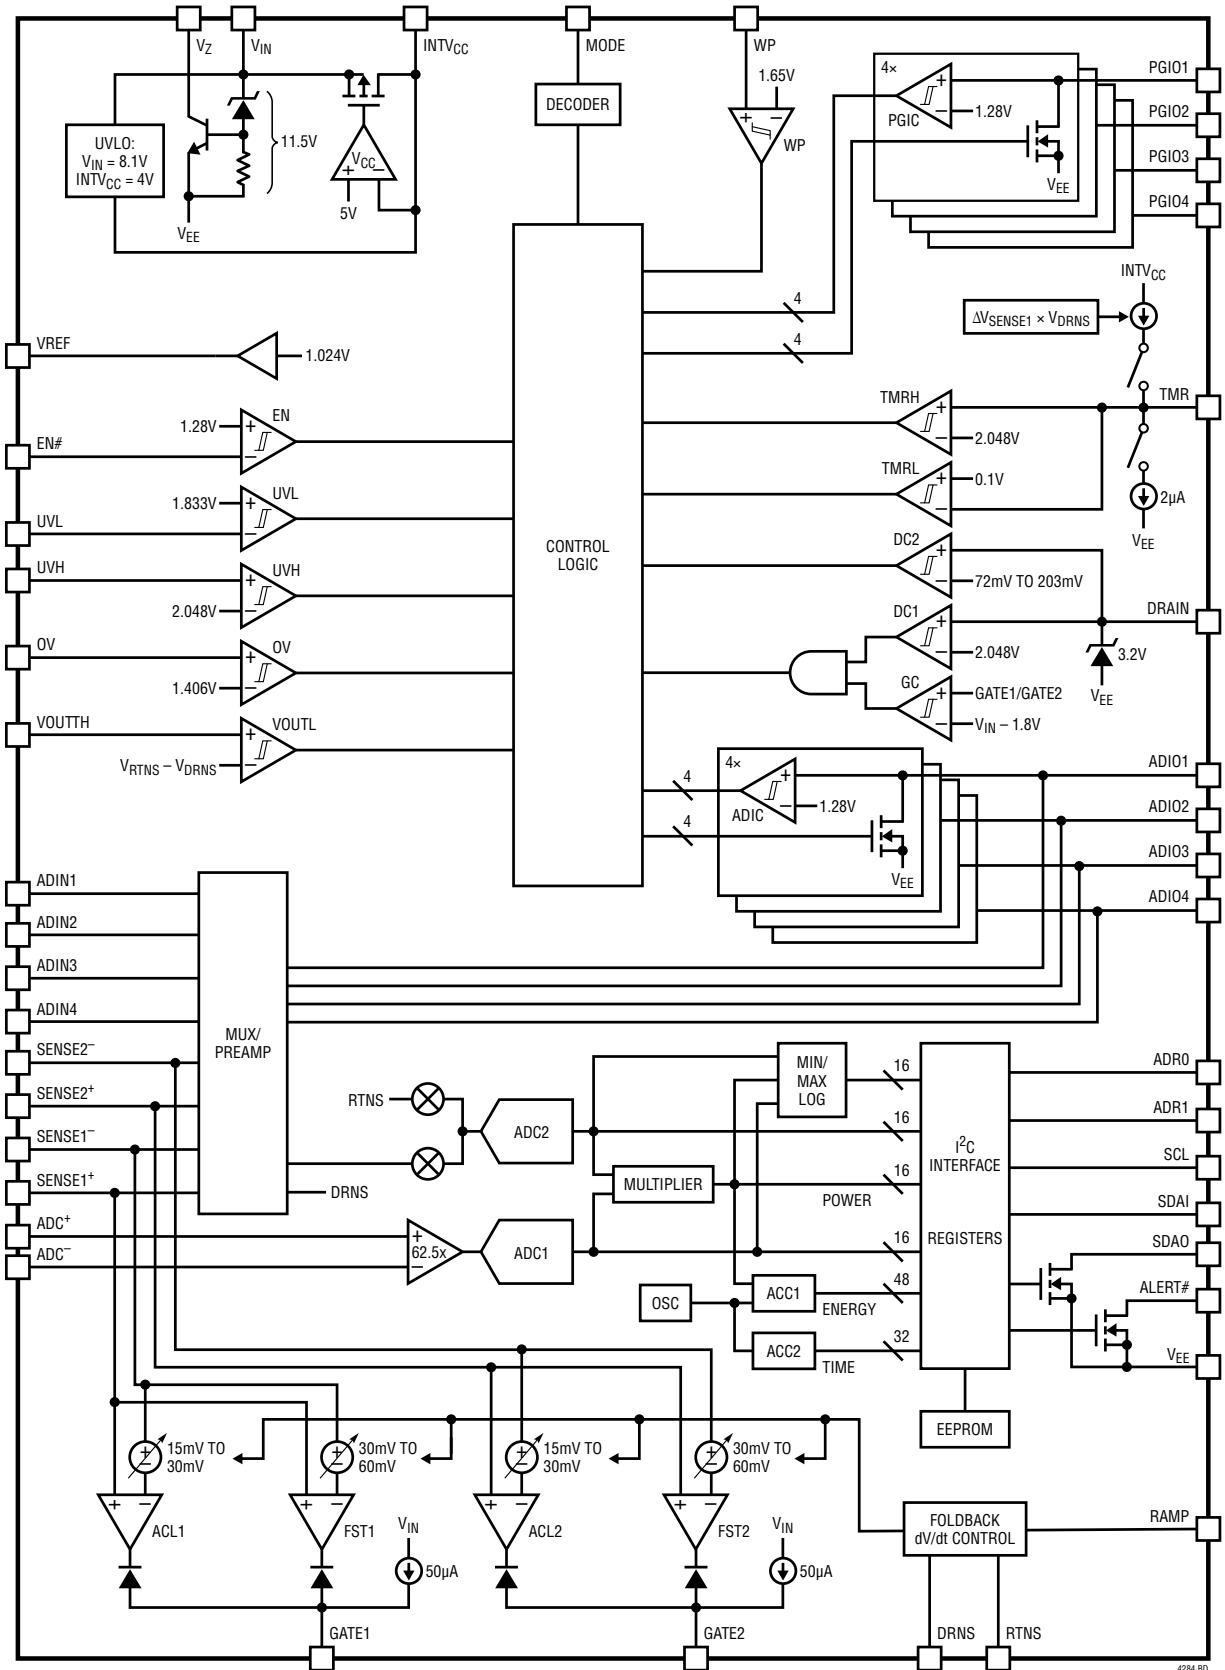 VZ
VIN
INTVCC
MODE
WP
UVLO:
VIN = 8.1V
INTVCC = 4V
11.5V
VCC
+ −
5V
VEE
DECODER
1.65V
+ −
WP
4×
PGIC
+
−
1.28V
VEE
PGIO1
PGIO2
PGIO3
PGIO4
4
4
INTVCC
ΔVSENSE1 × VDRNS
VREF
1.024V
TMR
TMRH
+
−
2.048V
TMRL
+
−
0.1V
2µA
VEE
EN
1.28V
+
−
EN#
UVL
1.833V
+
−
UVL
UVH
UVH
+
−
2.048V
OV
OV
+
−
1.406V
VOUTTH
VOUTL
+
−
VRTNS – VDRNS
CONTROL
LOGIC
DC2
+
−
72mV TO 203mV
DRAIN
DC1
+
−
2.048V
3.2V
VEE
GC
+
−
GATE1/GATE2
VIN – 1.8V
4×
ADIC
+
−
1.28V
VEE
4
4
ADIO1
ADIO2
ADIO3
ADIO4
ADIN1
ADIN2
ADIN3
ADIN4
SENSE2–
SENSE2+
SENSE1–
SENSE1+
ADC+
ADC–
MUX/
PREAMP
RTNS
DRNS
ADC2
+
62.5x
−
ADC1
MULTIPLIER
MIN/
MAX
LOG
16
16
16
POWER
16
OSC
ACC1
48
ENERGY
ACC2
32
TIME
I2C
INTERFACE
REGISTERS
EEPROM
ADR0
ADR1
SCL
SDAI
SDAO
ALERT#
VEE
+
−
15mV TO
30mV
+
−
30mV TO
60mV
+
−
15mV TO
30mV
+
−
30mV TO
60mV
+ −
ACL1
+ −
FST1
VIN
50µA
+ −
ACL2
+ −
FST2
VIN
50µA
FOLDBACK
dV/dt CONTROL
RAMP
GATE1
GATE2
DRNS
RTNS
4284 BD